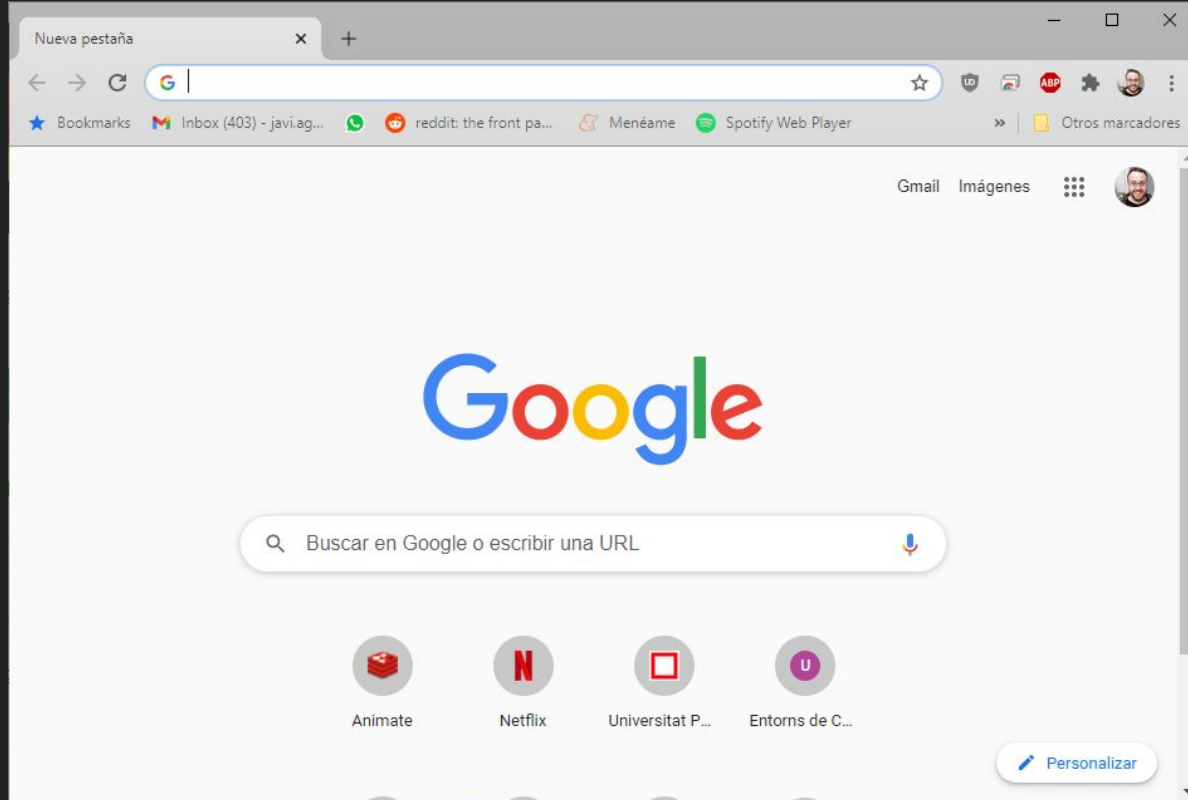 Nueva pestaña
Bookmarks Inbox (403) - javi.ag... reddit: the front pa... Menéame Spotify Web Player » Otros marcadores
ABP
Gmail Imágenes
Google
Buscar en Google o escribir una URL
Animate Netflix Universitat P... Entorns de C...
Personalizar